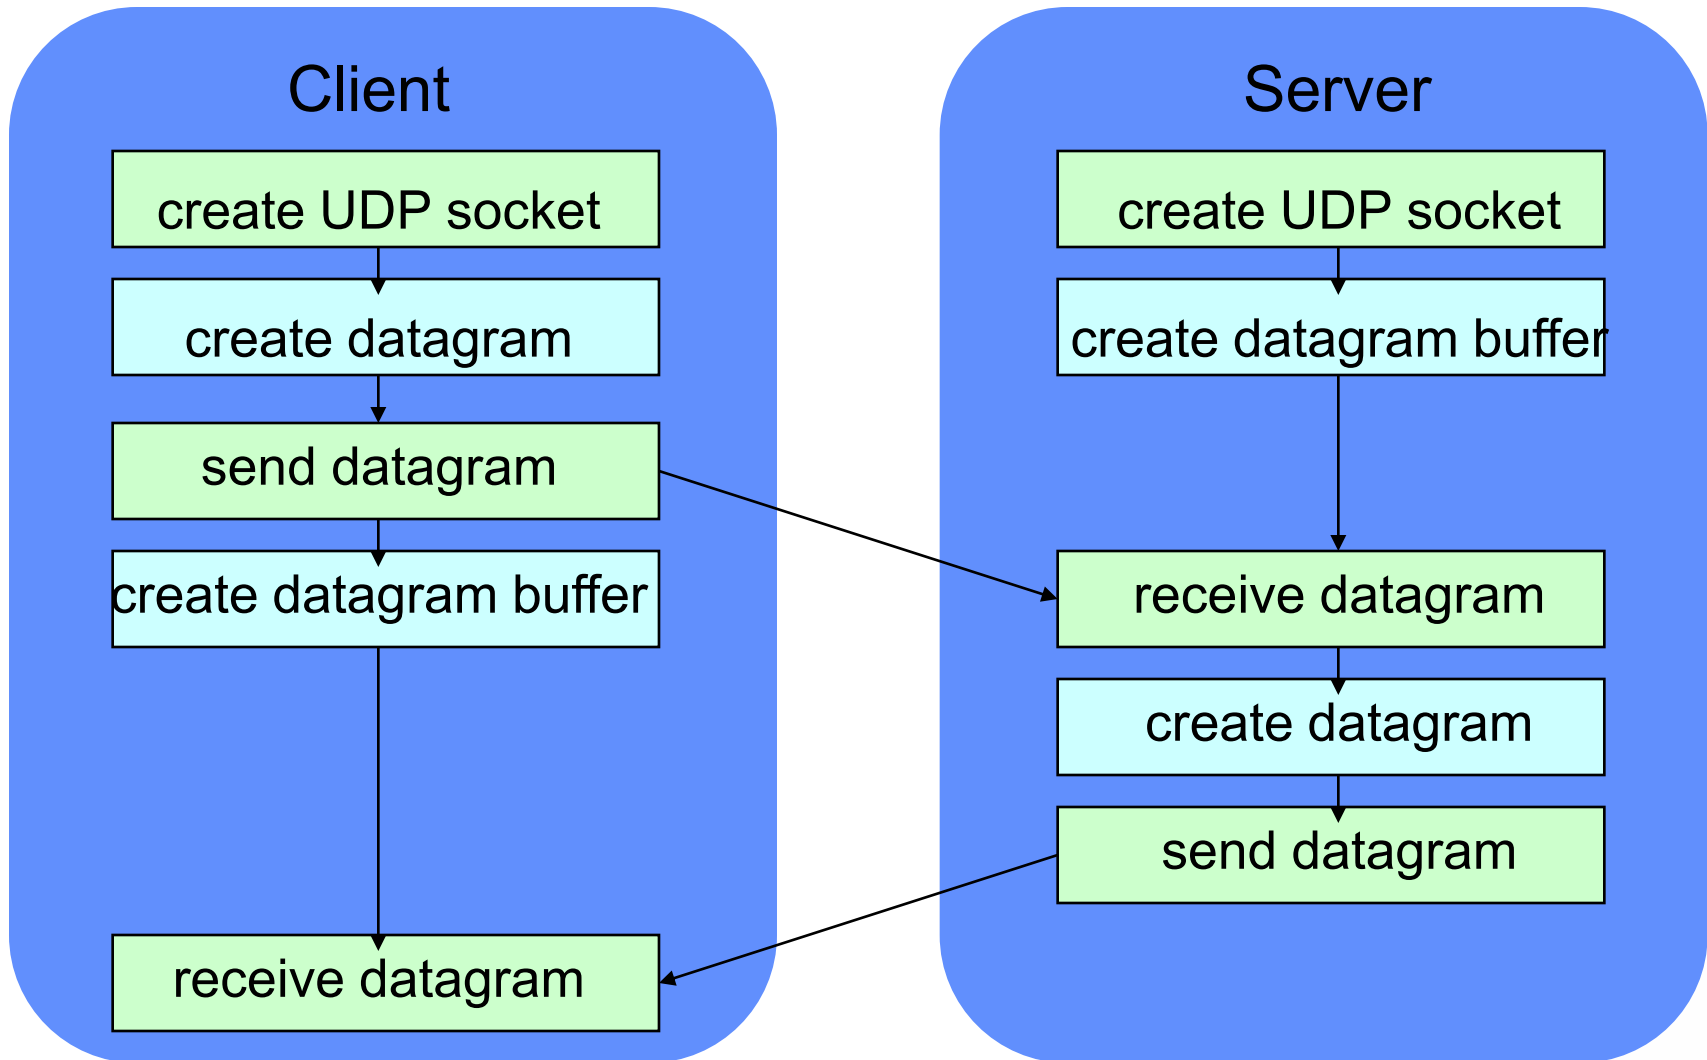 Client
create UDP socket
create datagram
send datagram
create datagram buffer
receive datagram
Server
create UDP socket
create datagram buffer
receive datagram
create datagram
send datagram